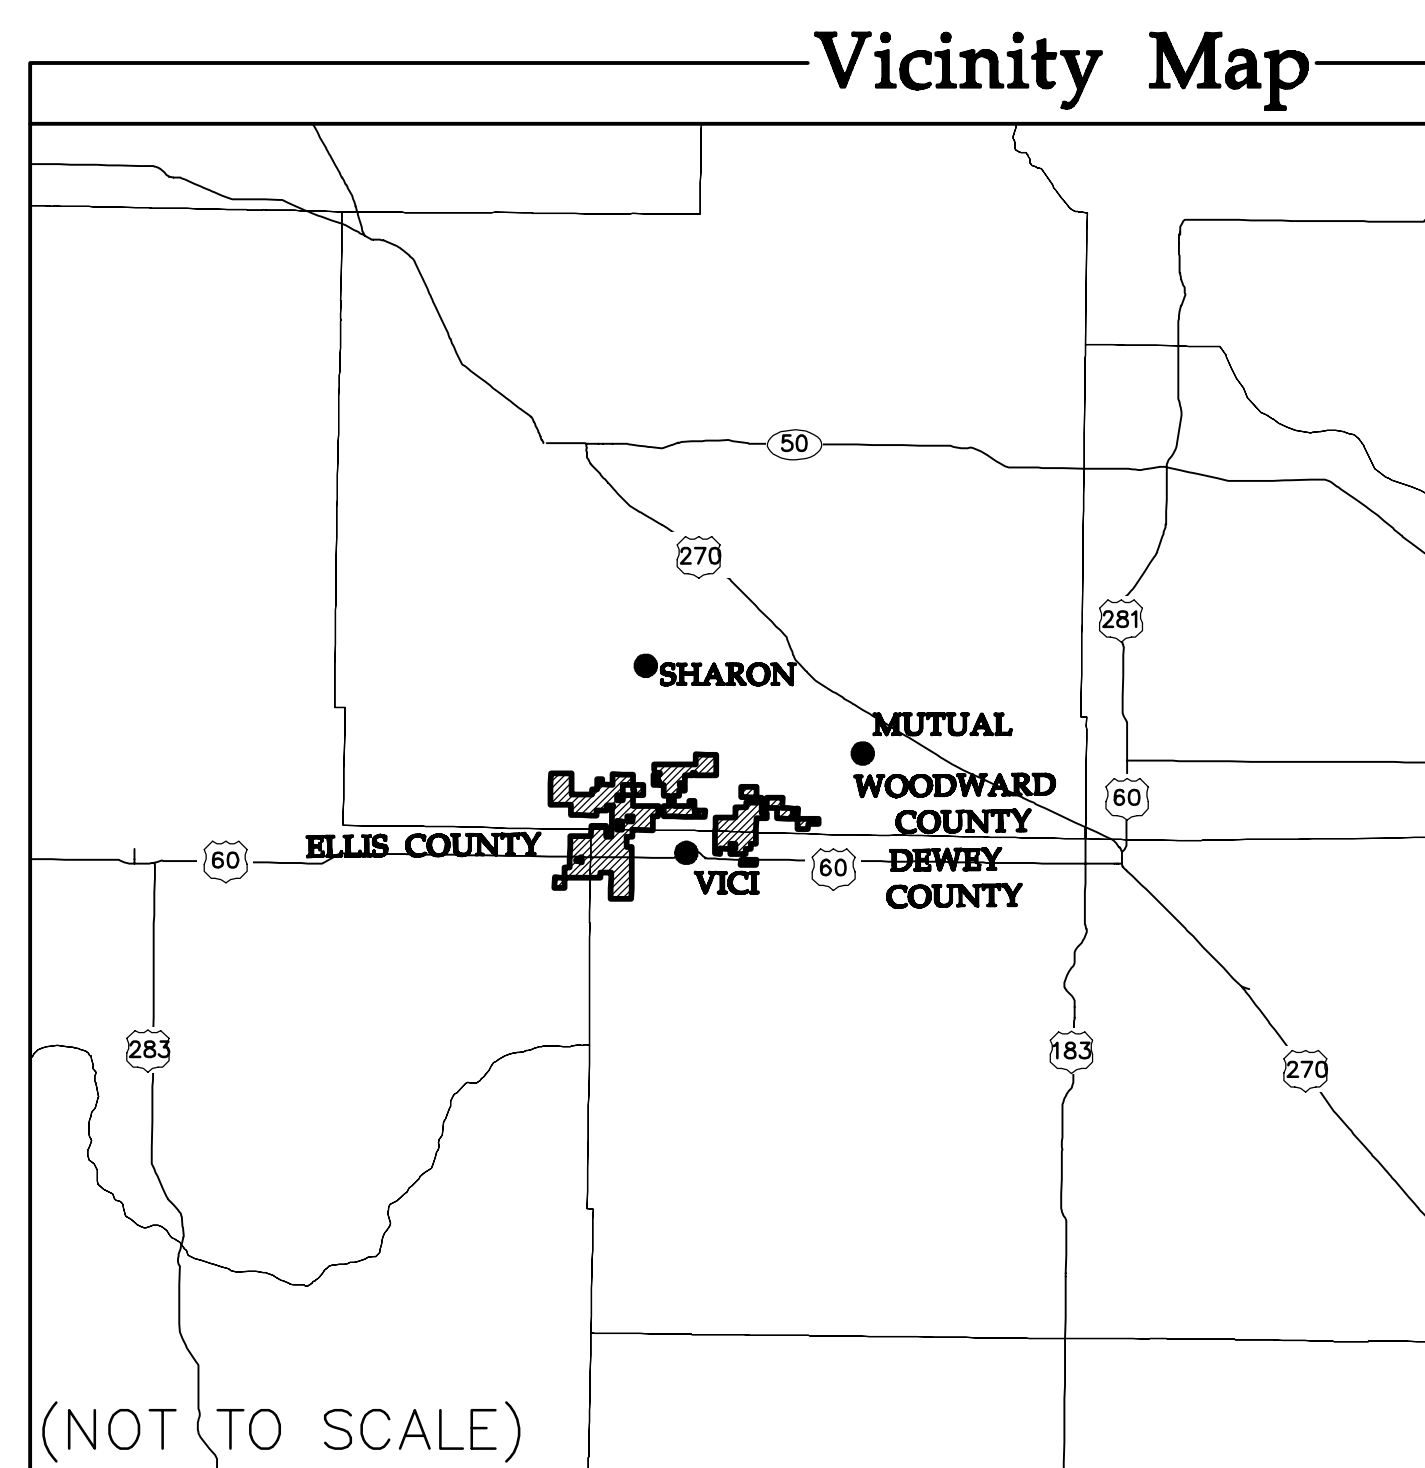 Vicinity Map
50
270
281
SHARON
MUTUAL
WOODWARD
COUNTY
60
ELLIS COUNTY
60
60
DEWEY
COUNTY
VICI
283
183
270
(NOT TO SCALE)